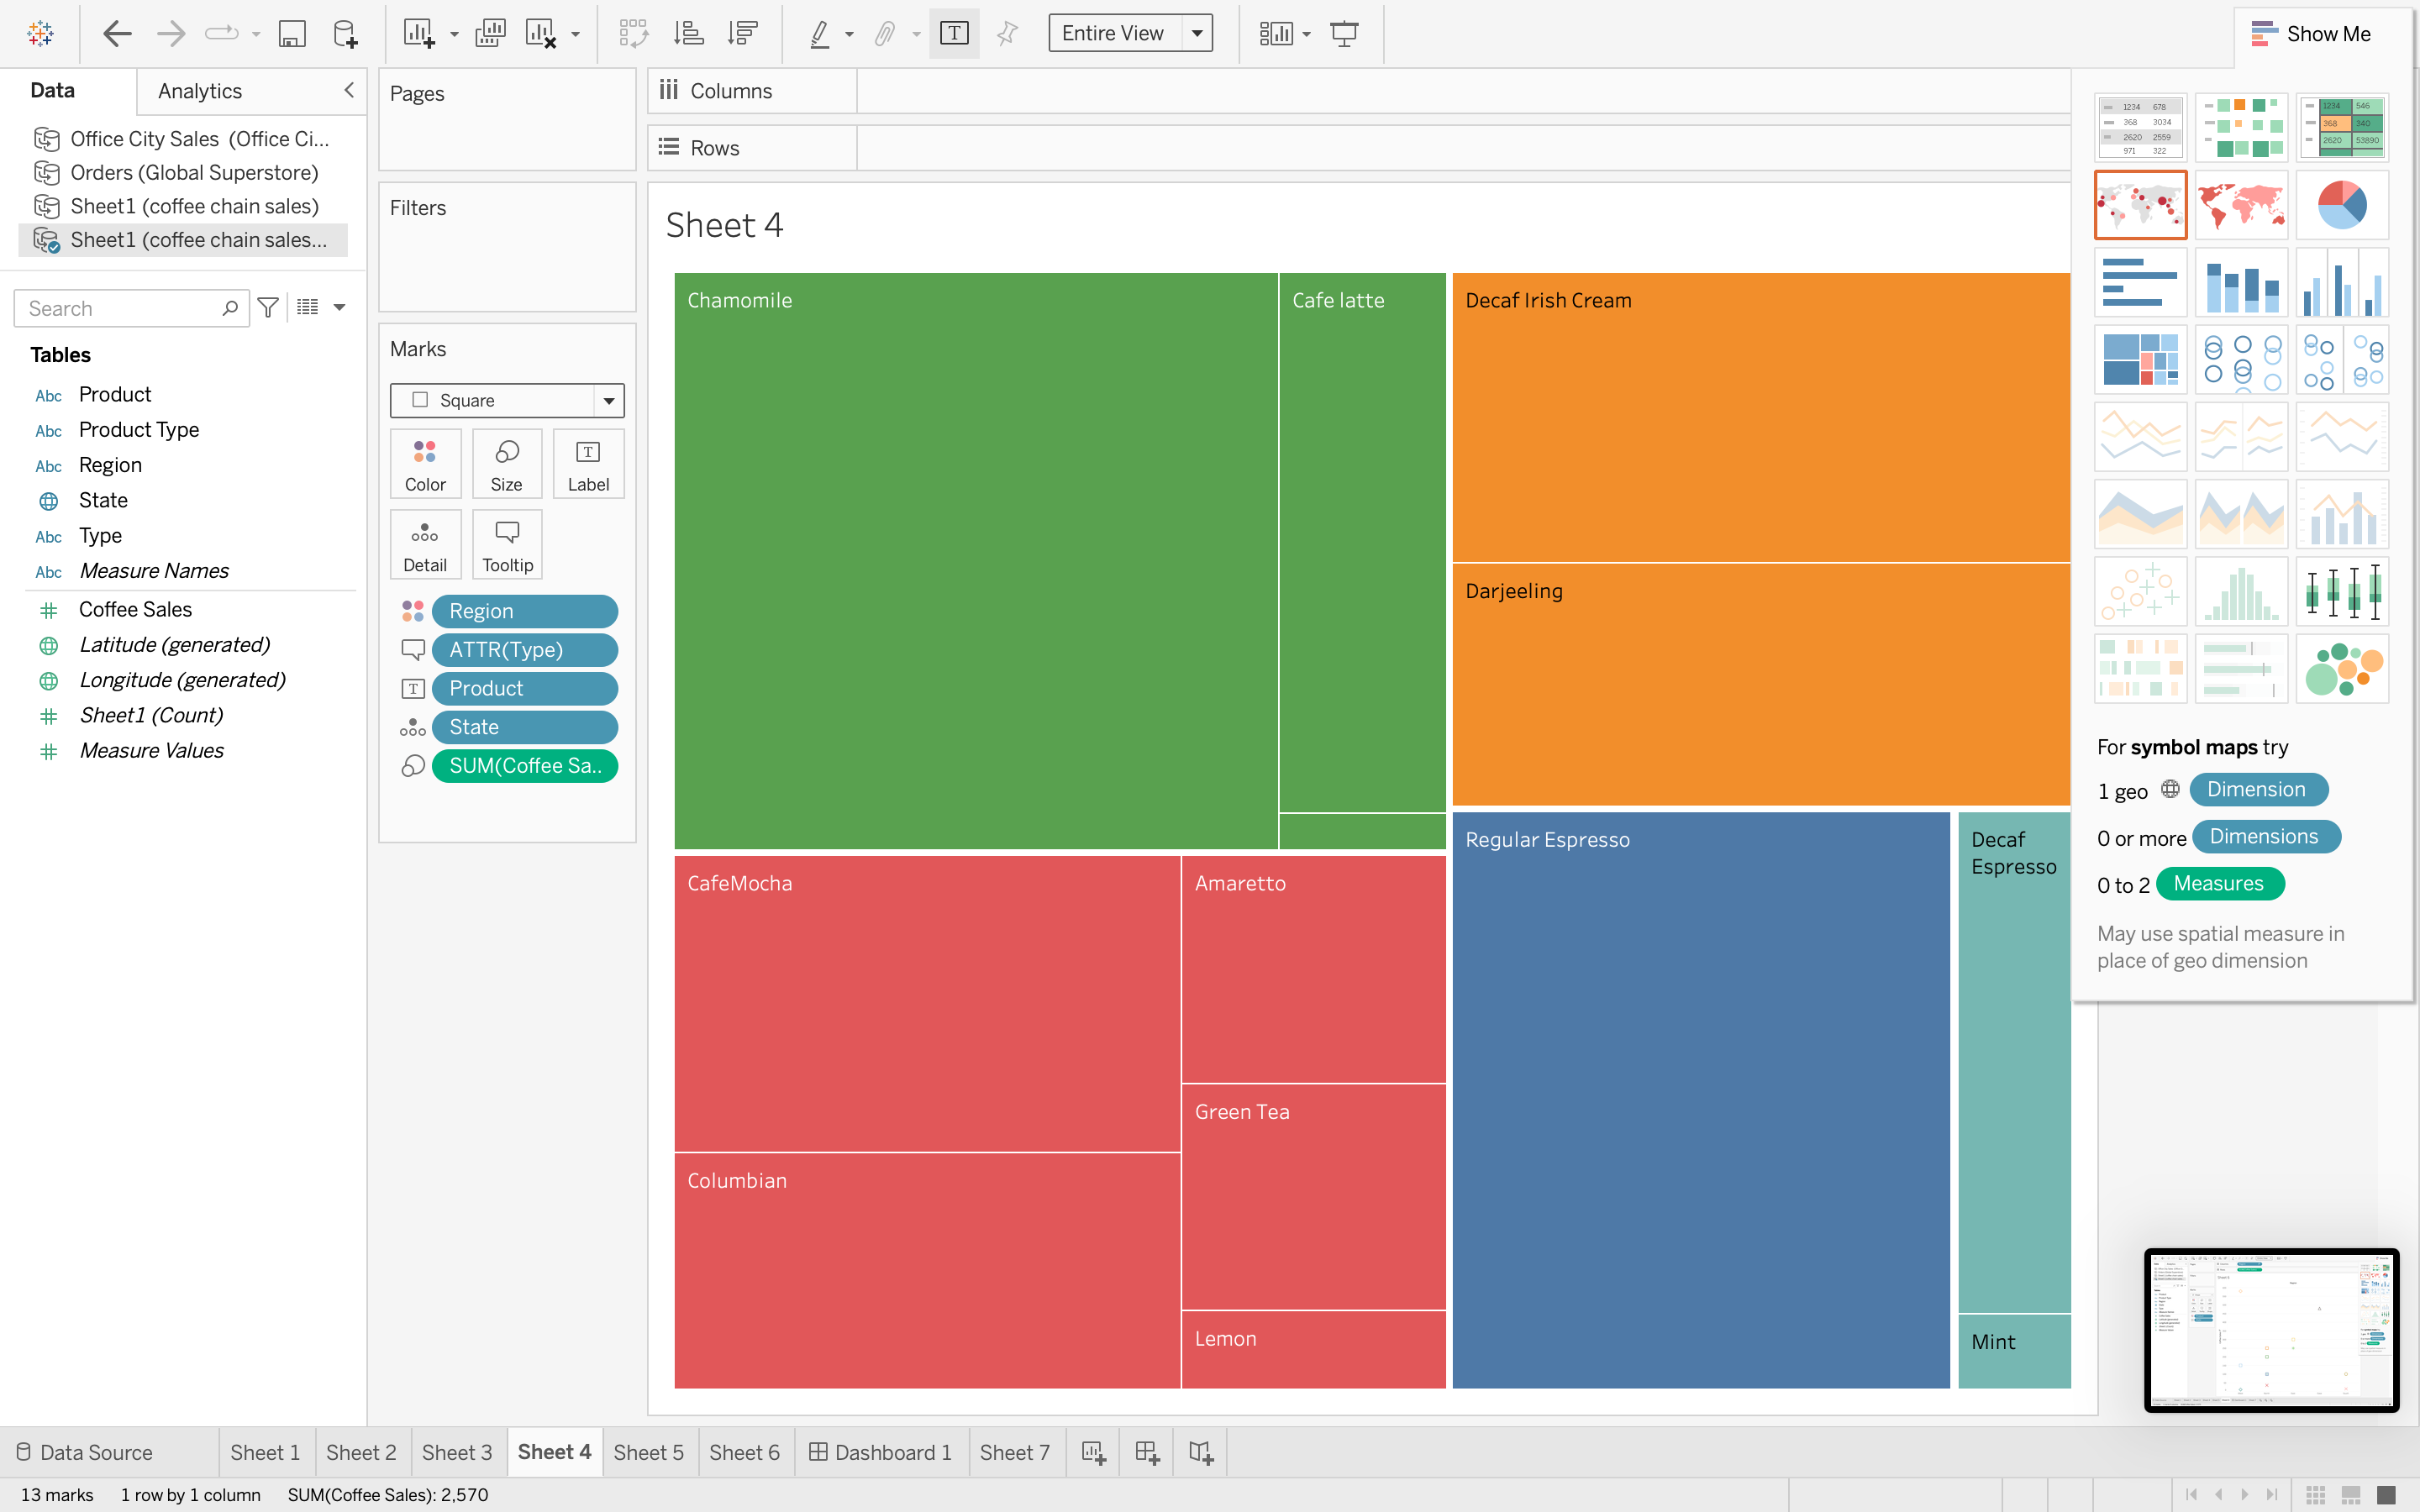 Entire View
Show Me
Data
Analytics
Office City Sales (Office Ci...
Orders (Global Superstore)
Sheet1 (coffee chain sales)
Sheet1 (coffee chain sales...
Search
Tables
Abc Product
Abc Product Type
Abc Region
State
Abc Type
Abc Measure Names
Coffee Sales
Latitude (generated)
Longitude (generated)
Sheet1 (Count)
Measure Values
Pages
Filters
Marks
Square
Color
Size
T
Label
Detail
Tooltip
Region
ATTR(Type)
T Product
State
SUM(Coffee Sa..
Columns
Rows
Sheet 4
Chamomile
Cafe latte
Decaf Irish Cream
Darjeeling
CafeMocha
Amaretto
Regular Espresso
Decaf
Espresso
Green Tea
Columbian
Lemon
Mint
1234 678
368 3034
2620 2559
971 322
1234 546
368 340
2620 53890
For symbol maps try
1 geo Dimension
0 or more Dimensions
0 to 2 Measures
May use spatial measure in
place of geo dimension
Data Source
Sheet 1
Sheet 2
Sheet 3
Sheet 4
Sheet 5
Sheet 6
Dashboard 1
Sheet 7
13 marks
1 row by 1 column
SUM(Coffee Sales): 2,570